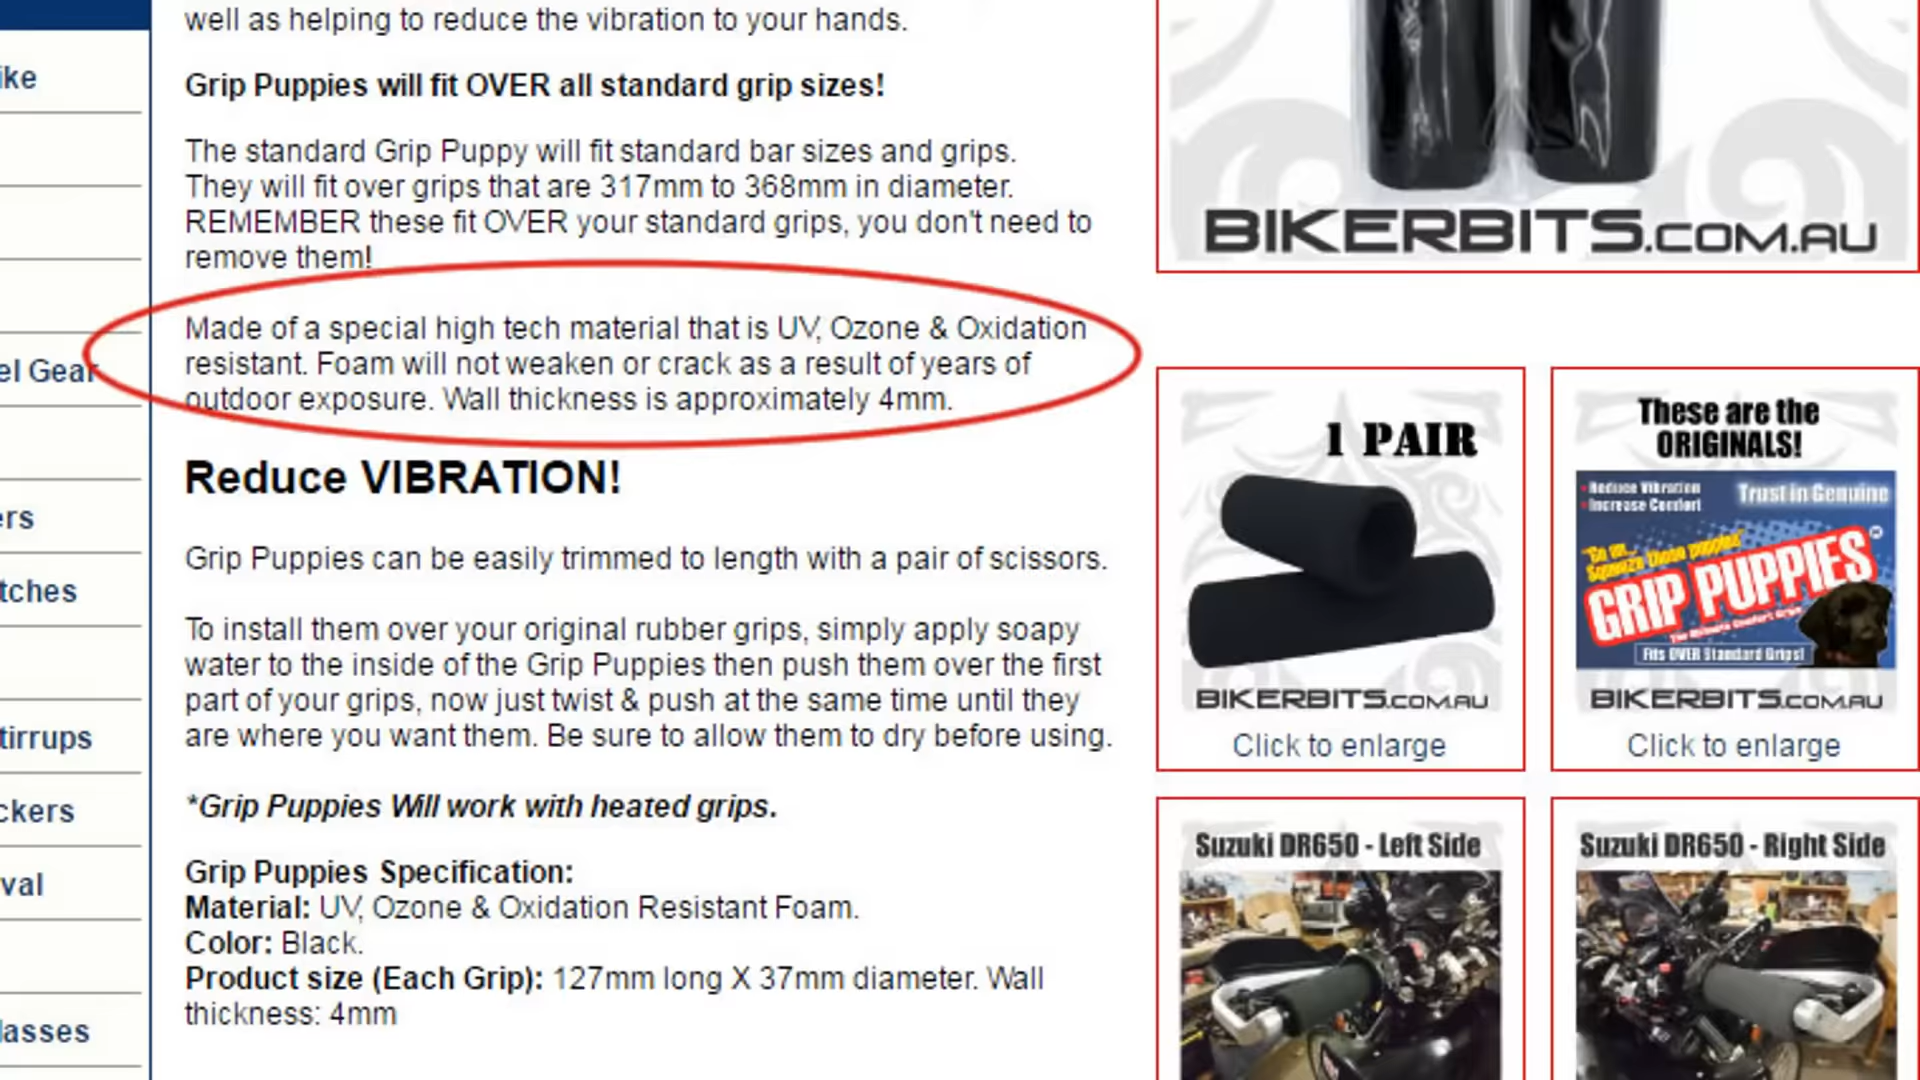 well as helping to reduce the vibration to your hands.
Grip Puppies will fit OVER all standard grip sizes!
The standard Grip Puppy will fit standard bar sizes and grips.
They will fit over grips that are 317mm to 368mm in diameter.
REMEMBER these fit OVER your standard grips, you don't need to
remove them!
Made of a special high tech material that is UV, Ozone & Oxidation
resistant. Foam will not weaken or crack as a result of years of
outdoor exposure. Wall thickness is approximately 4mm.
Reduce VIBRATION!
Grip Puppies can be easily trimmed to length with a pair of scissors.
To install them over your original rubber grips, simply apply soapy
water to the inside of the Grip Puppies then push them over the first
part of your grips, now just twist & push at the same time until they
are where you want them. Be sure to allow them to dry before using.
*Grip Puppies Will work with heated grips.
Grip Puppies Specification:
Material: UV, Ozone & Oxidation Resistant Foam.
Color: Black.
Product size (Each Grip): 127mm long X 37mm diameter. Wall
thickness: 4mm
ike
el Gear
ers
tches
tirrups
ckers
val
lasses
BIKERBITS.COM.AU
1 PAIR
BIKERBITS.COM.AU
Click to enlarge
These are the
ORIGINALS!
Reduce Vibration
Increase Comfort
Trust in Genuine
"Go on...
Squeeze those puppies"
GRIP PUPPIES
The Ultimate Comfort Grips
Fits OVER Standard Grips!
BIKERBITS.COM.AU
Click to enlarge
Suzuki DR650 - Left Side
Suzuki DR650 - Right Side